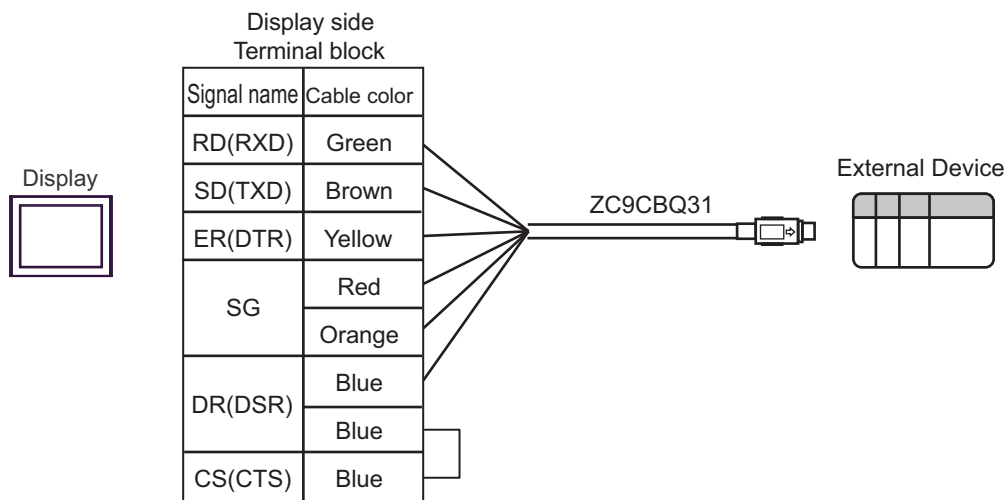 Display side
Terminal block
Signal name Cable color
RD(RXD) Green
SD(TXD) Brown
ER(DTR) Yellow
SG Red
Orange
DR(DSR) Blue
Blue
CS(CTS) Blue
Display
ZC9CBQ31
External Device